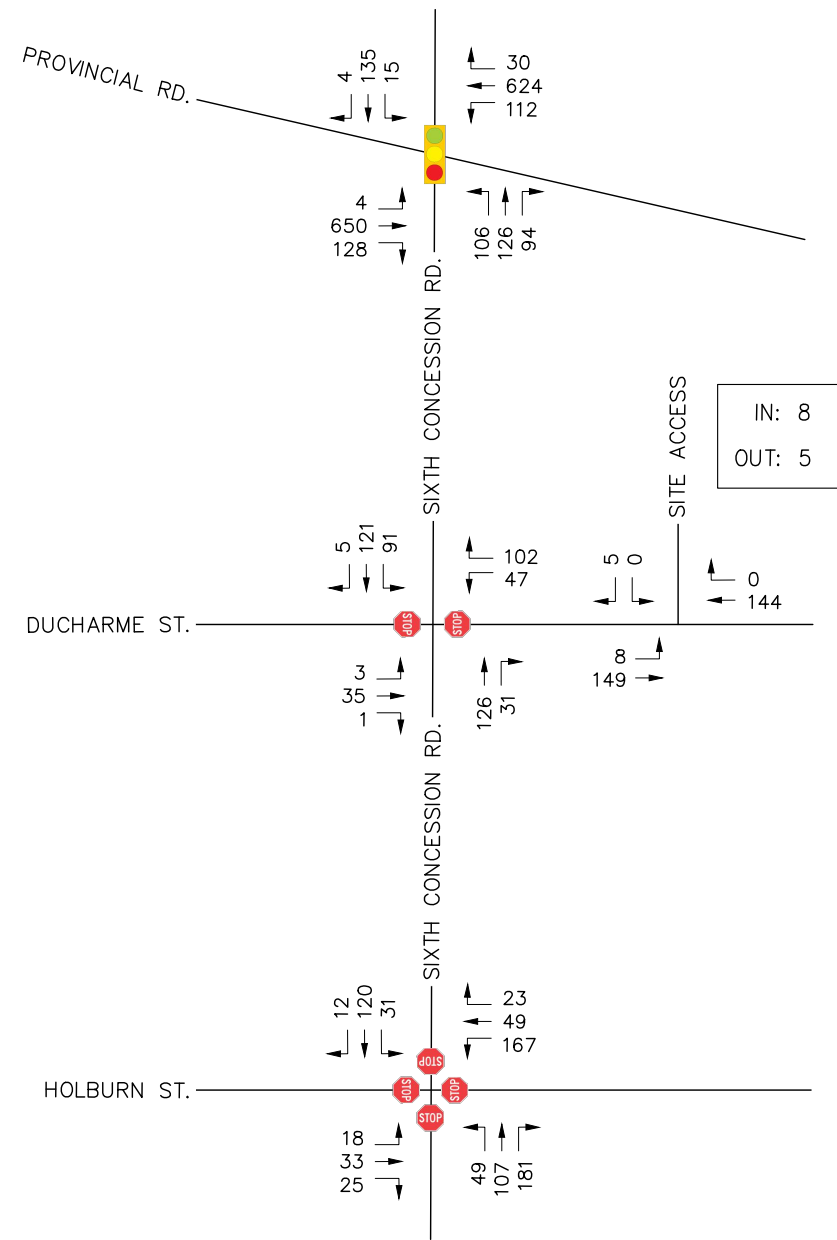 PROVINCIAL RD.
4
135
15
30
624
112
4
650
128
106
126
94
SIXTH CONCESSION RD.
SITE ACCESS
IN: 8
OUT: 5
5
121
91
102
47
5
0
0
144
DUCHARME ST.
STOP
STOP
3
35
1
126
31
8
149
SIXTH CONCESSION RD.
12
120
31
23
49
167
STOP
HOLBURN ST.
STOP
STOP
STOP
18
33
25
49
107
181